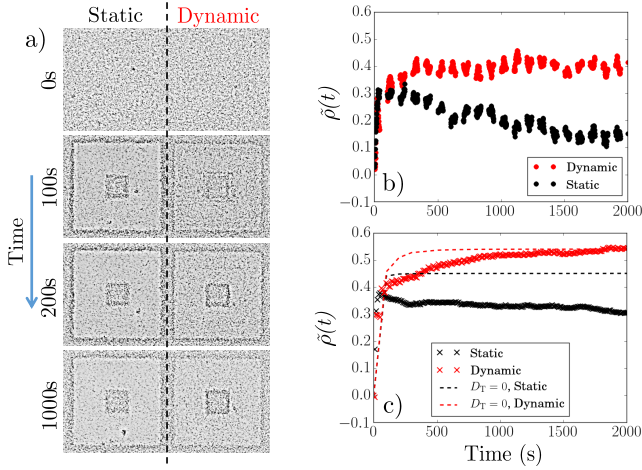 a)
Static
Dynamic
Time
0s
100s
200s
1000s
ρ̃(t)
0.6
0.5
0.4
0.3
0.2
0.1
0.0
−0.1
b)
Dynamic
Static
0
500
1000
1500
2000
ρ̃(t)
0.6
0.5
0.4
0.3
0.2
0.1
0.0
−0.1
c)
Static
Dynamic
D_T = 0, Static
D_T = 0, Dynamic
0
500
1000
1500
2000
Time (s)